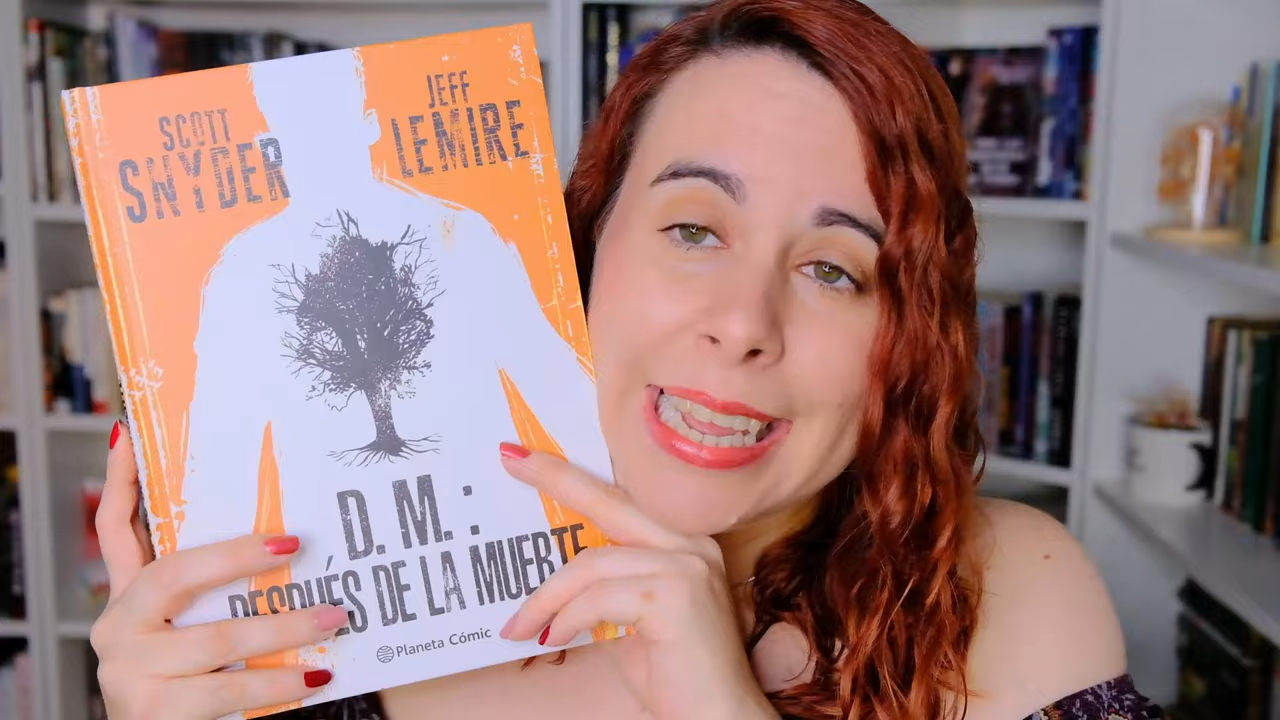 SCOTT
SNYDER
JEFF
LEMIRE
D. M. :
DESPUÉS DE LA MUERTE
Planeta Cómic